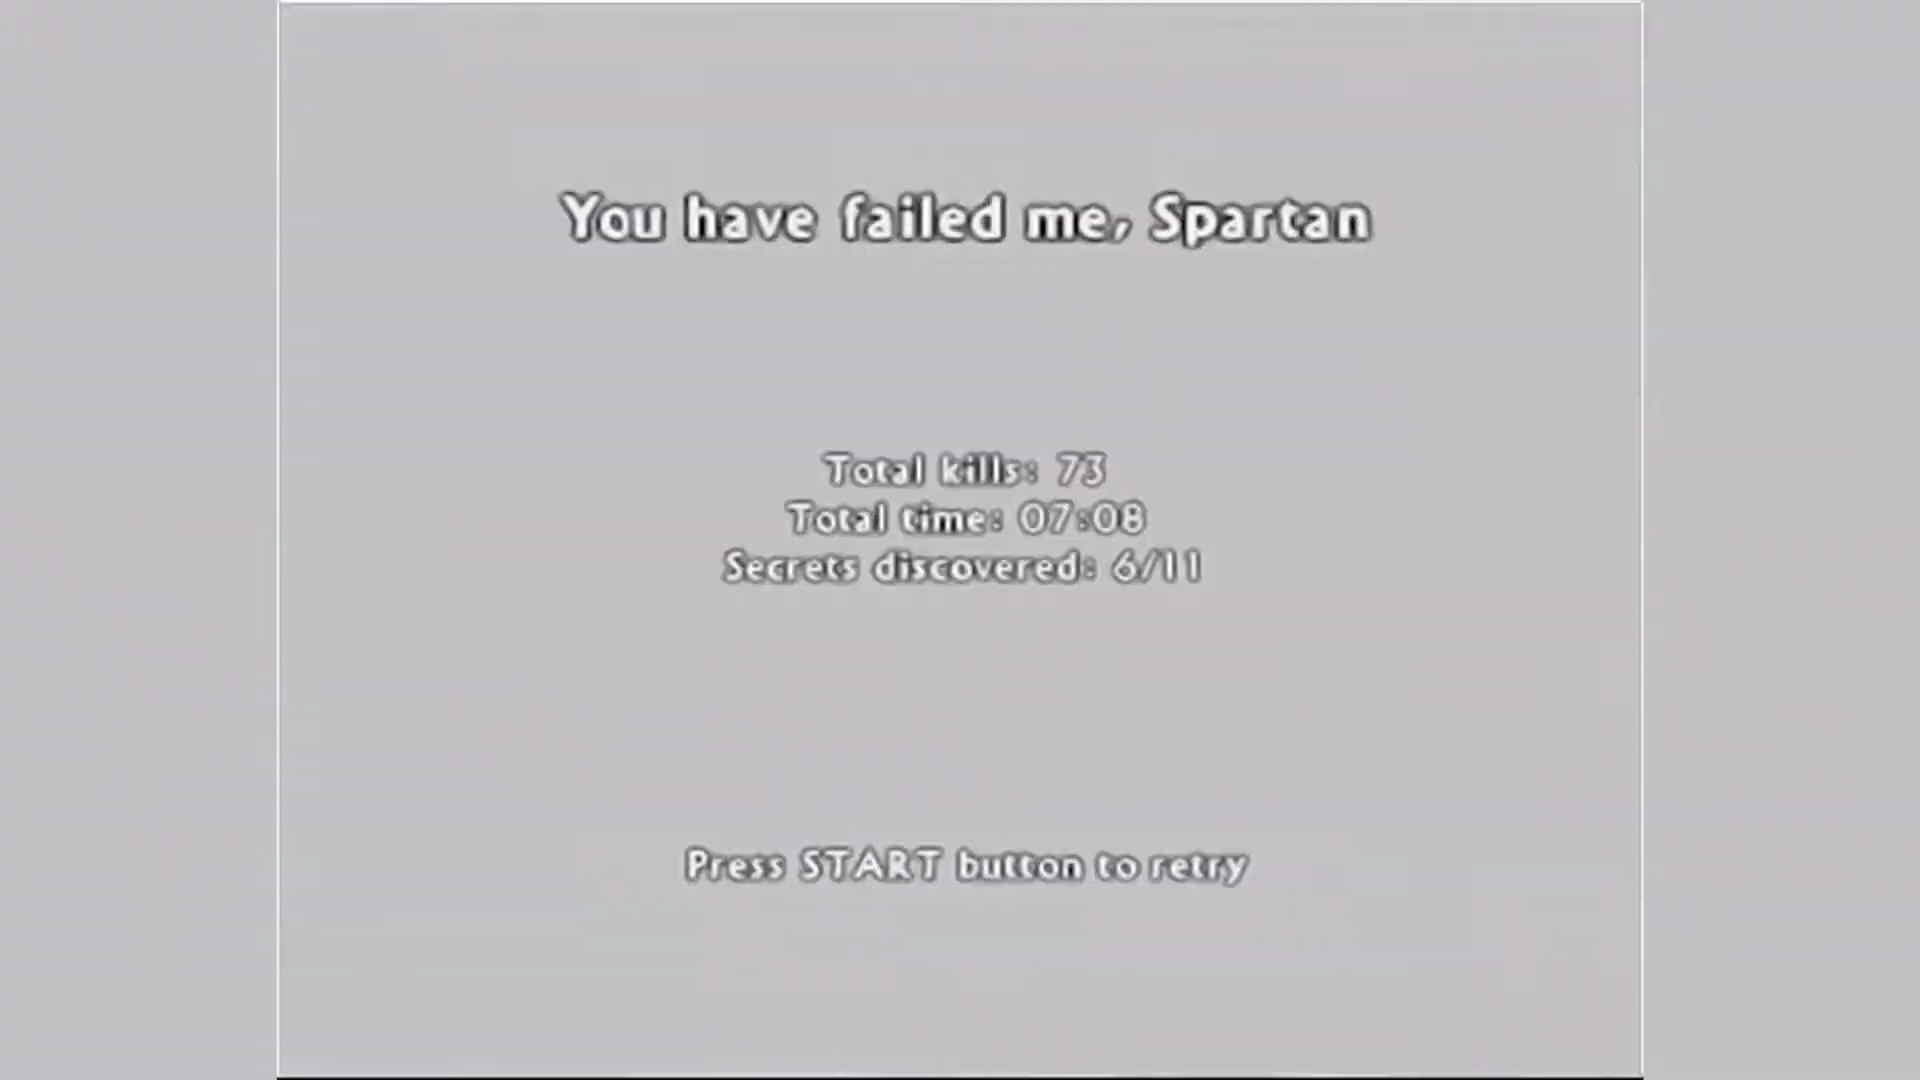 You have failed me, Spartan
Total kills: 73
Total time: 07:08
Secrets discovered: 6/11
Press START button to retry